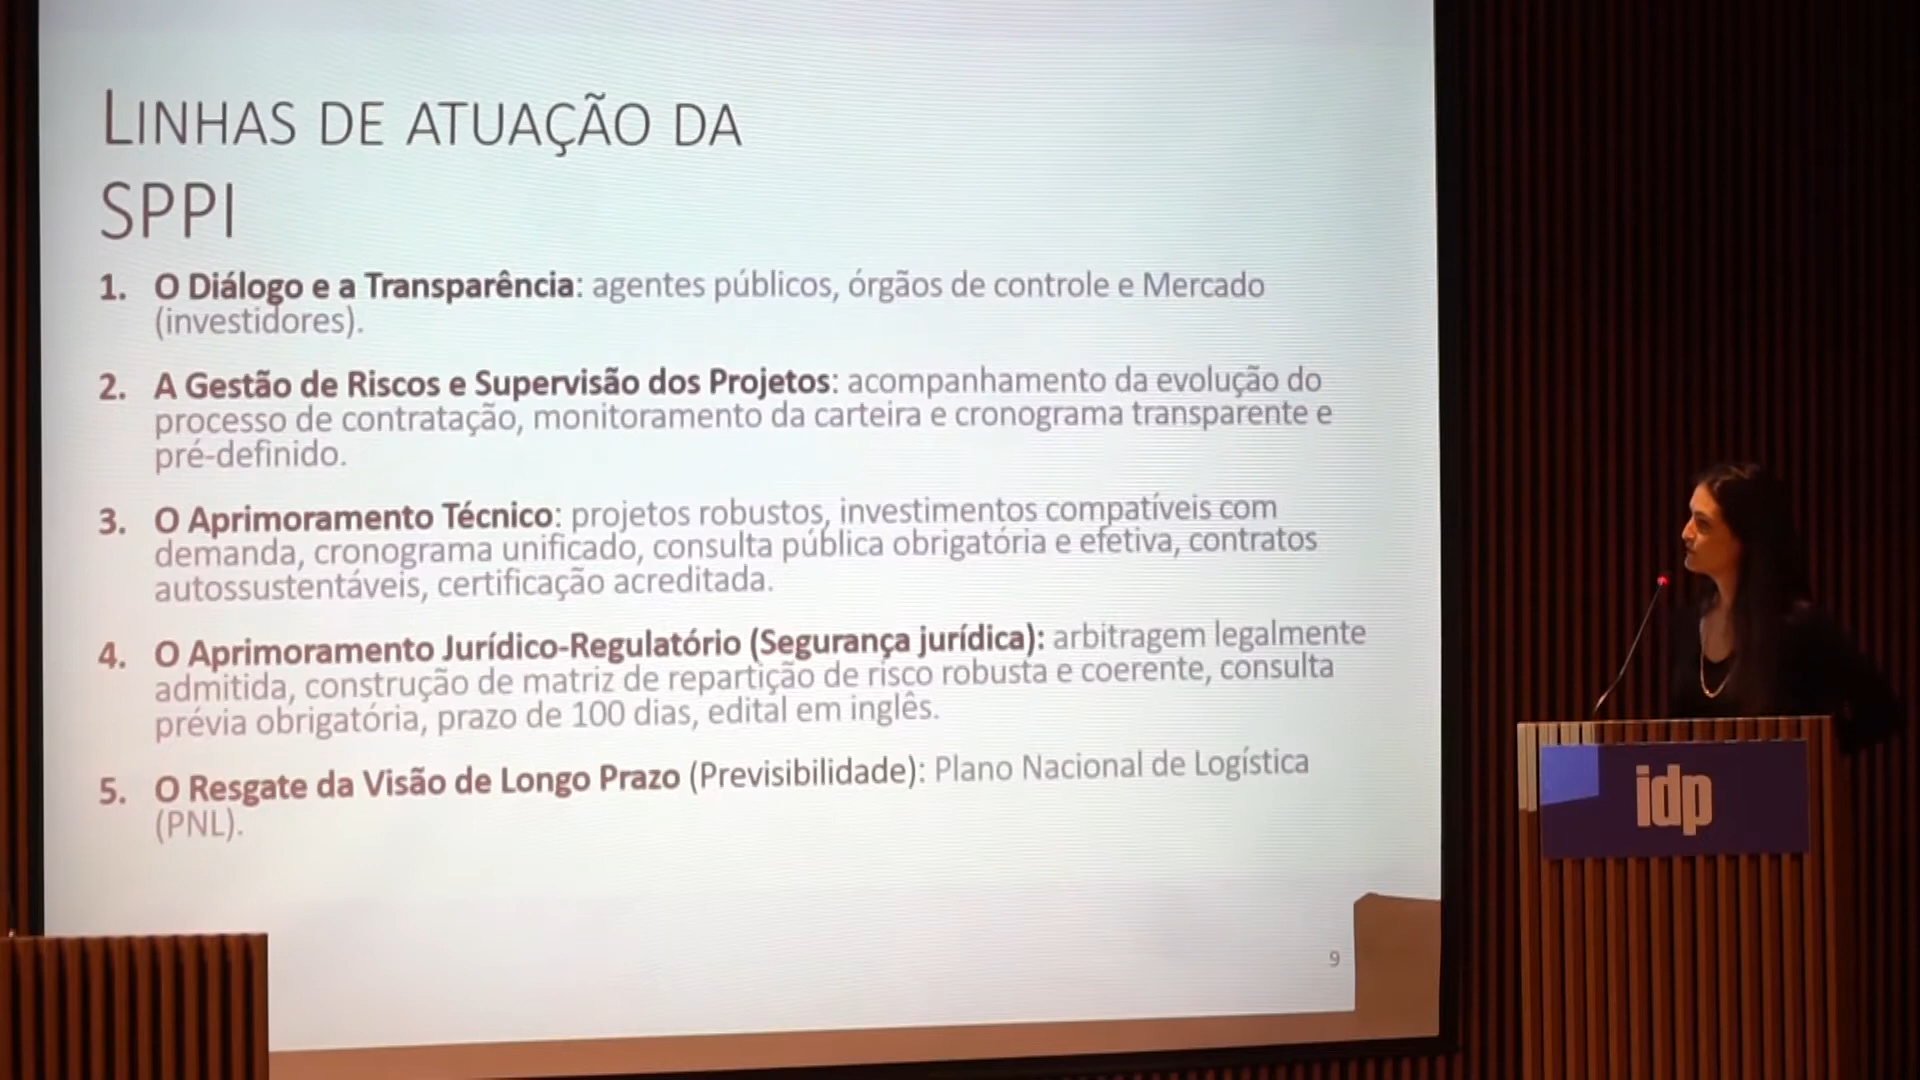 LINHAS DE ATUAÇÃO DA
SPPI
1. O Diálogo e a Transparência: agentes públicos, órgãos de controle e Mercado
(investidores).
2. A Gestão de Riscos e Supervisão dos Projetos: acompanhamento da evolução do
processo de contratação, monitoramento da carteira e cronograma transparente e
pré-definido.
3. O Aprimoramento Técnico: projetos robustos, investimentos compatíveis com
demanda, cronograma unificado, consulta pública obrigatória e efetiva, contratos
autossustentáveis, certificação acreditada.
4. O Aprimoramento Jurídico-Regulatório (Segurança jurídica): arbitragem legalmente
admitida, construção de matriz de repartição de risco robusta e coerente, consulta
prévia obrigatória, prazo de 100 dias, edital em inglês.
5. O Resgate da Visão de Longo Prazo (Previsibilidade): Plano Nacional de Logística
(PNL).
9
idp